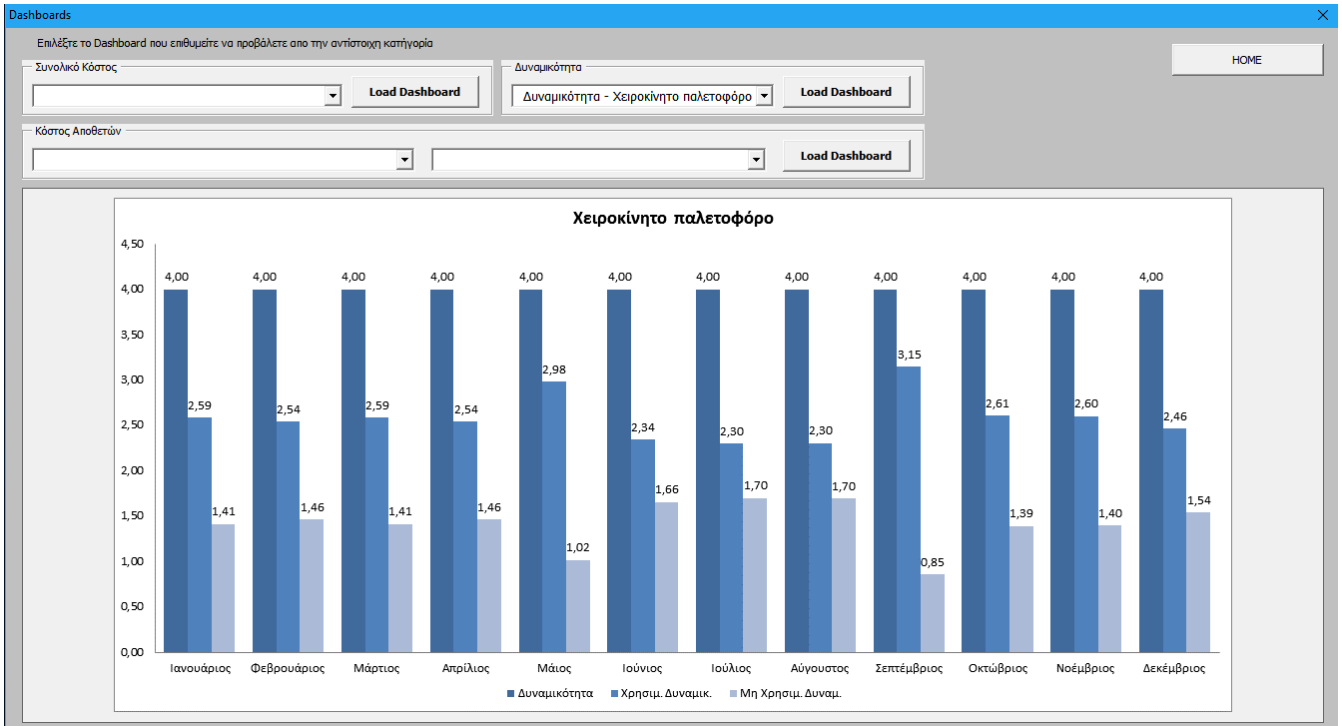 Dashboards
Επιλέξτε το Dashboard που επιθυμείτε να προβάλετε απο την αντίστοιχη κατήγορία
HOME
Συνολικό Κόστος
Δυναμικότητα
Load Dashboard
Δυναμικότητα - Χειροκίνητο παλετοφόρο
Load Dashboard
Κόστος Αποθετών
Load Dashboard
Χειροκίνητο παλετοφόρο
4,50
4,00 4,00 4,00 4,00 4,00 4,00 4,00 4,00 4,00 4,00 4,00 4,00
4,00
3,50
3,15
3,00
2,98
2,59 2,54 2,59 2,54 2,34 2,30 2,30 2,61 2,60 2,46
2,50
2,00
1,66 1,70 1,70
1,50
1,41 1,46 1,41 1,46 1,39 1,40 1,54
1,02
1,00
0,85
0,50
0,00
Ιανουάριος Φεβρουάριος Μάρτιος Απρίλιος Μάιος Ιούνιος Ιούλιος Αύγουστος Σεπτέμβριος Οκτώβριος Νοέμβριος Δεκέμβριος
Δυναμικότητα Χρησιμ. Δυναμικ. Μη Χρησιμ. Δυναμ.